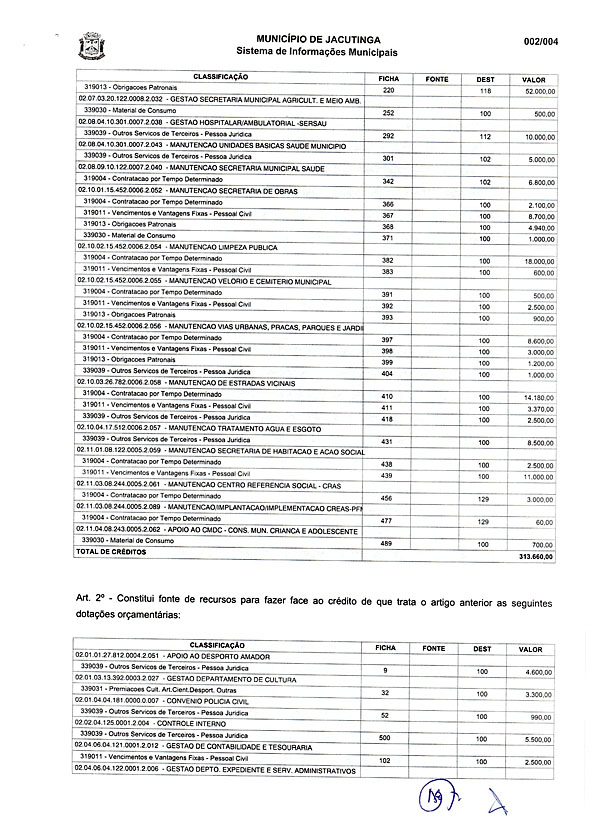 MUNICÍPIO DE JACUTINGA
002/004
Sistema de Informações Municipais
CLASSIFICAÇÃO FICHA FONTE DEST VALOR
319013 - Obrigacoes Patronais 220 118 52.000,00
02.07.03.20.122.0008.2.032 - GESTAO SECRETARIA MUNICIPAL AGRICULT. E MEIO AMB.
339030 - Material de Consumo 252 100 500,00
02.08.04.10.301.0007.2.038 - GESTAO HOSPITALAR/AMBULATORIAL -SERSAU
339039 - Outros Servicos de Terceiros - Pessoa Juridica 292 112 10.000,00
02.08.04.10.301.0007.2.043 - MANUTENCAO UNIDADES BASICAS SAUDE MUNICIPIO
339039 - Outros Servicos de Terceiros - Pessoa Juridica 301 102 5.000,00
02.08.09.10.122.0007.2.040 - MANUTENCAO SECRETARIA MUNICIPAL SAUDE
319004 - Contratacao por Tempo Determinado 342 102 6.800,00
02.10.01.15.452.0006.2.052 - MANUTENCAO SECRETARIA DE OBRAS
319004 - Contratacao por Tempo Determinado 366 100 2.100,00
319011 - Vencimentos e Vantagens Fixas - Pessoal Civil 367 100 8.700,00
319013 - Obrigacoes Patronais 368 100 4.940,00
339030 - Material de Consumo 371 100 1.000,00
02.10.02.15.452.0006.2.054 - MANUTENCAO LIMPEZA PUBLICA
319004 - Contratacao por Tempo Determinado 382 100 18.000,00
319011 - Vencimentos e Vantagens Fixas - Pessoal Civil 383 100 600,00
02.10.02.15.452.0006.2.055 - MANUTENCAO VELORIO E CEMITERIO MUNICIPAL
319004 - Contratacao por Tempo Determinado 391 100 500,00
319011 - Vencimentos e Vantagens Fixas - Pessoal Civil 392 100 2.500,00
319013 - Obrigacoes Patronais 393 100 900,00
02.10.02.15.452.0006.2.056 - MANUTENCAO VIAS URBANAS, PRACAS, PARQUES E JARDI
319004 - Contratacao por Tempo Determinado 397 100 8.600,00
319011 - Vencimentos e Vantagens Fixas - Pessoal Civil 398 100 3.000,00
319013 - Obrigacoes Patronais 399 100 1.200,00
339039 - Outros Servicos de Terceiros - Pessoa Juridica 404 100 1.000,00
02.10.03.26.782.0006.2.058 - MANUTENCAO DE ESTRADAS VICINAIS
319004 - Contratacao por Tempo Determinado 410 100 14.180,00
319011 - Vencimentos e Vantagens Fixas - Pessoal Civil 411 100 3.370,00
339039 - Outros Servicos de Terceiros - Pessoa Juridica 418 100 2.500,00
02.10.04.17.512.0006.2.057 - MANUTENCAO TRATAMENTO AGUA E ESGOTO
339039 - Outros Servicos de Terceiros - Pessoa Juridica 431 100 8.500,00
02.11.01.08.122.0005.2.059 - MANUTENCAO SECRETARIA DE HABITACAO E ACAO SOCIAL
319004 - Contratacao por Tempo Determinado 438 100 2.500,00
319011 - Vencimentos e Vantagens Fixas - Pessoal Civil 439 100 11.000,00
02.11.03.08.244.0005.2.061 - MANUTENCAO CENTRO REFERENCIA SOCIAL - CRAS
319004 - Contratacao por Tempo Determinado 456 129 3.000,00
02.11.03.08.244.0005.2.089 - MANUTENCAO/IMPLANTACAO/IMPLEMENTACAO CREAS-PFM
319004 - Contratacao por Tempo Determinado 477 129 60,00
02.11.04.08.243.0005.2.062 - APOIO AO CMDC - CONS. MUN. CRIANCA E ADOLESCENTE
339030 - Material de Consumo 489 100 700,00
TOTAL DE CRÉDITOS 313.660,00
Art. 2º - Constitui fonte de recursos para fazer face ao crédito de que trata o artigo anterior as seguintes
dotações orçamentárias:
CLASSIFICAÇÃO FICHA FONTE DEST VALOR
02.01.01.27.812.0004.2.051 - APOIO AO DESPORTO AMADOR
339039 - Outros Servicos de Terceiros - Pessoa Juridica 9 100 4.600,00
02.01.03.13.392.0003.2.027 - GESTAO DEPARTAMENTO DE CULTURA
339031 - Premiacoes Cult. Art.Cient.Desport. Outras 32 100 3.300,00
02.01.04.04.181.0000.0.007 - CONVENIO POLICIA CIVIL
339039 - Outros Servicos de Terceiros - Pessoa Juridica 52 100 990,00
02.02.04.125.0001.2.004 - CONTROLE INTERNO
339039 - Outros Servicos de Terceiros - Pessoa Juridica 500 100 5.500,00
02.04.06.04.121.0001.2.012 - GESTAO DE CONTABILIDADE E TESOURARIA
319011 - Vencimentos e Vantagens Fixas - Pessoal Civil 102 100 2.500,00
02.04.06.04.122.0001.2.006 - GESTAO DEPTO. EXPEDIENTE E SERV. ADMINISTRATIVOS